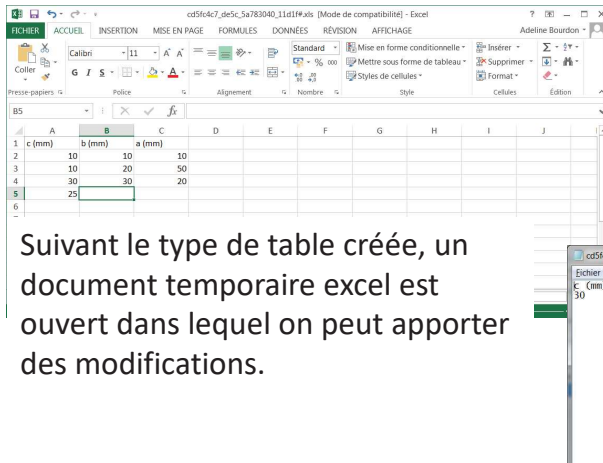 cd5fc4c7_de5c_5a783040_11d1f#.xls [Mode de compatibilité] - Excel
FICHIER ACCUEIL INSERTION MISE EN PAGE FORMULES DONNÉES RÉVISION AFFICHAGE Adeline Bourdon
Coller
Calibri 11 A A
G I S A
Standard
% 000
Mise en forme conditionnelle
Mettre sous forme de tableau
Styles de cellules
Insérer
Supprimer
Format
Presse-papiers Police Alignement Nombre Style Cellules Édition
B5 fx
A B C D E F G H I J
1 c (mm) b (mm) a (mm)
2 10 10 10
3 10 20 50
4 30 30 20
5 25
6
Suivant le type de table créée, un
document temporaire excel est
ouvert dans lequel on peut apporter
des modifications.
cd5f
Fichier
c (mm
30